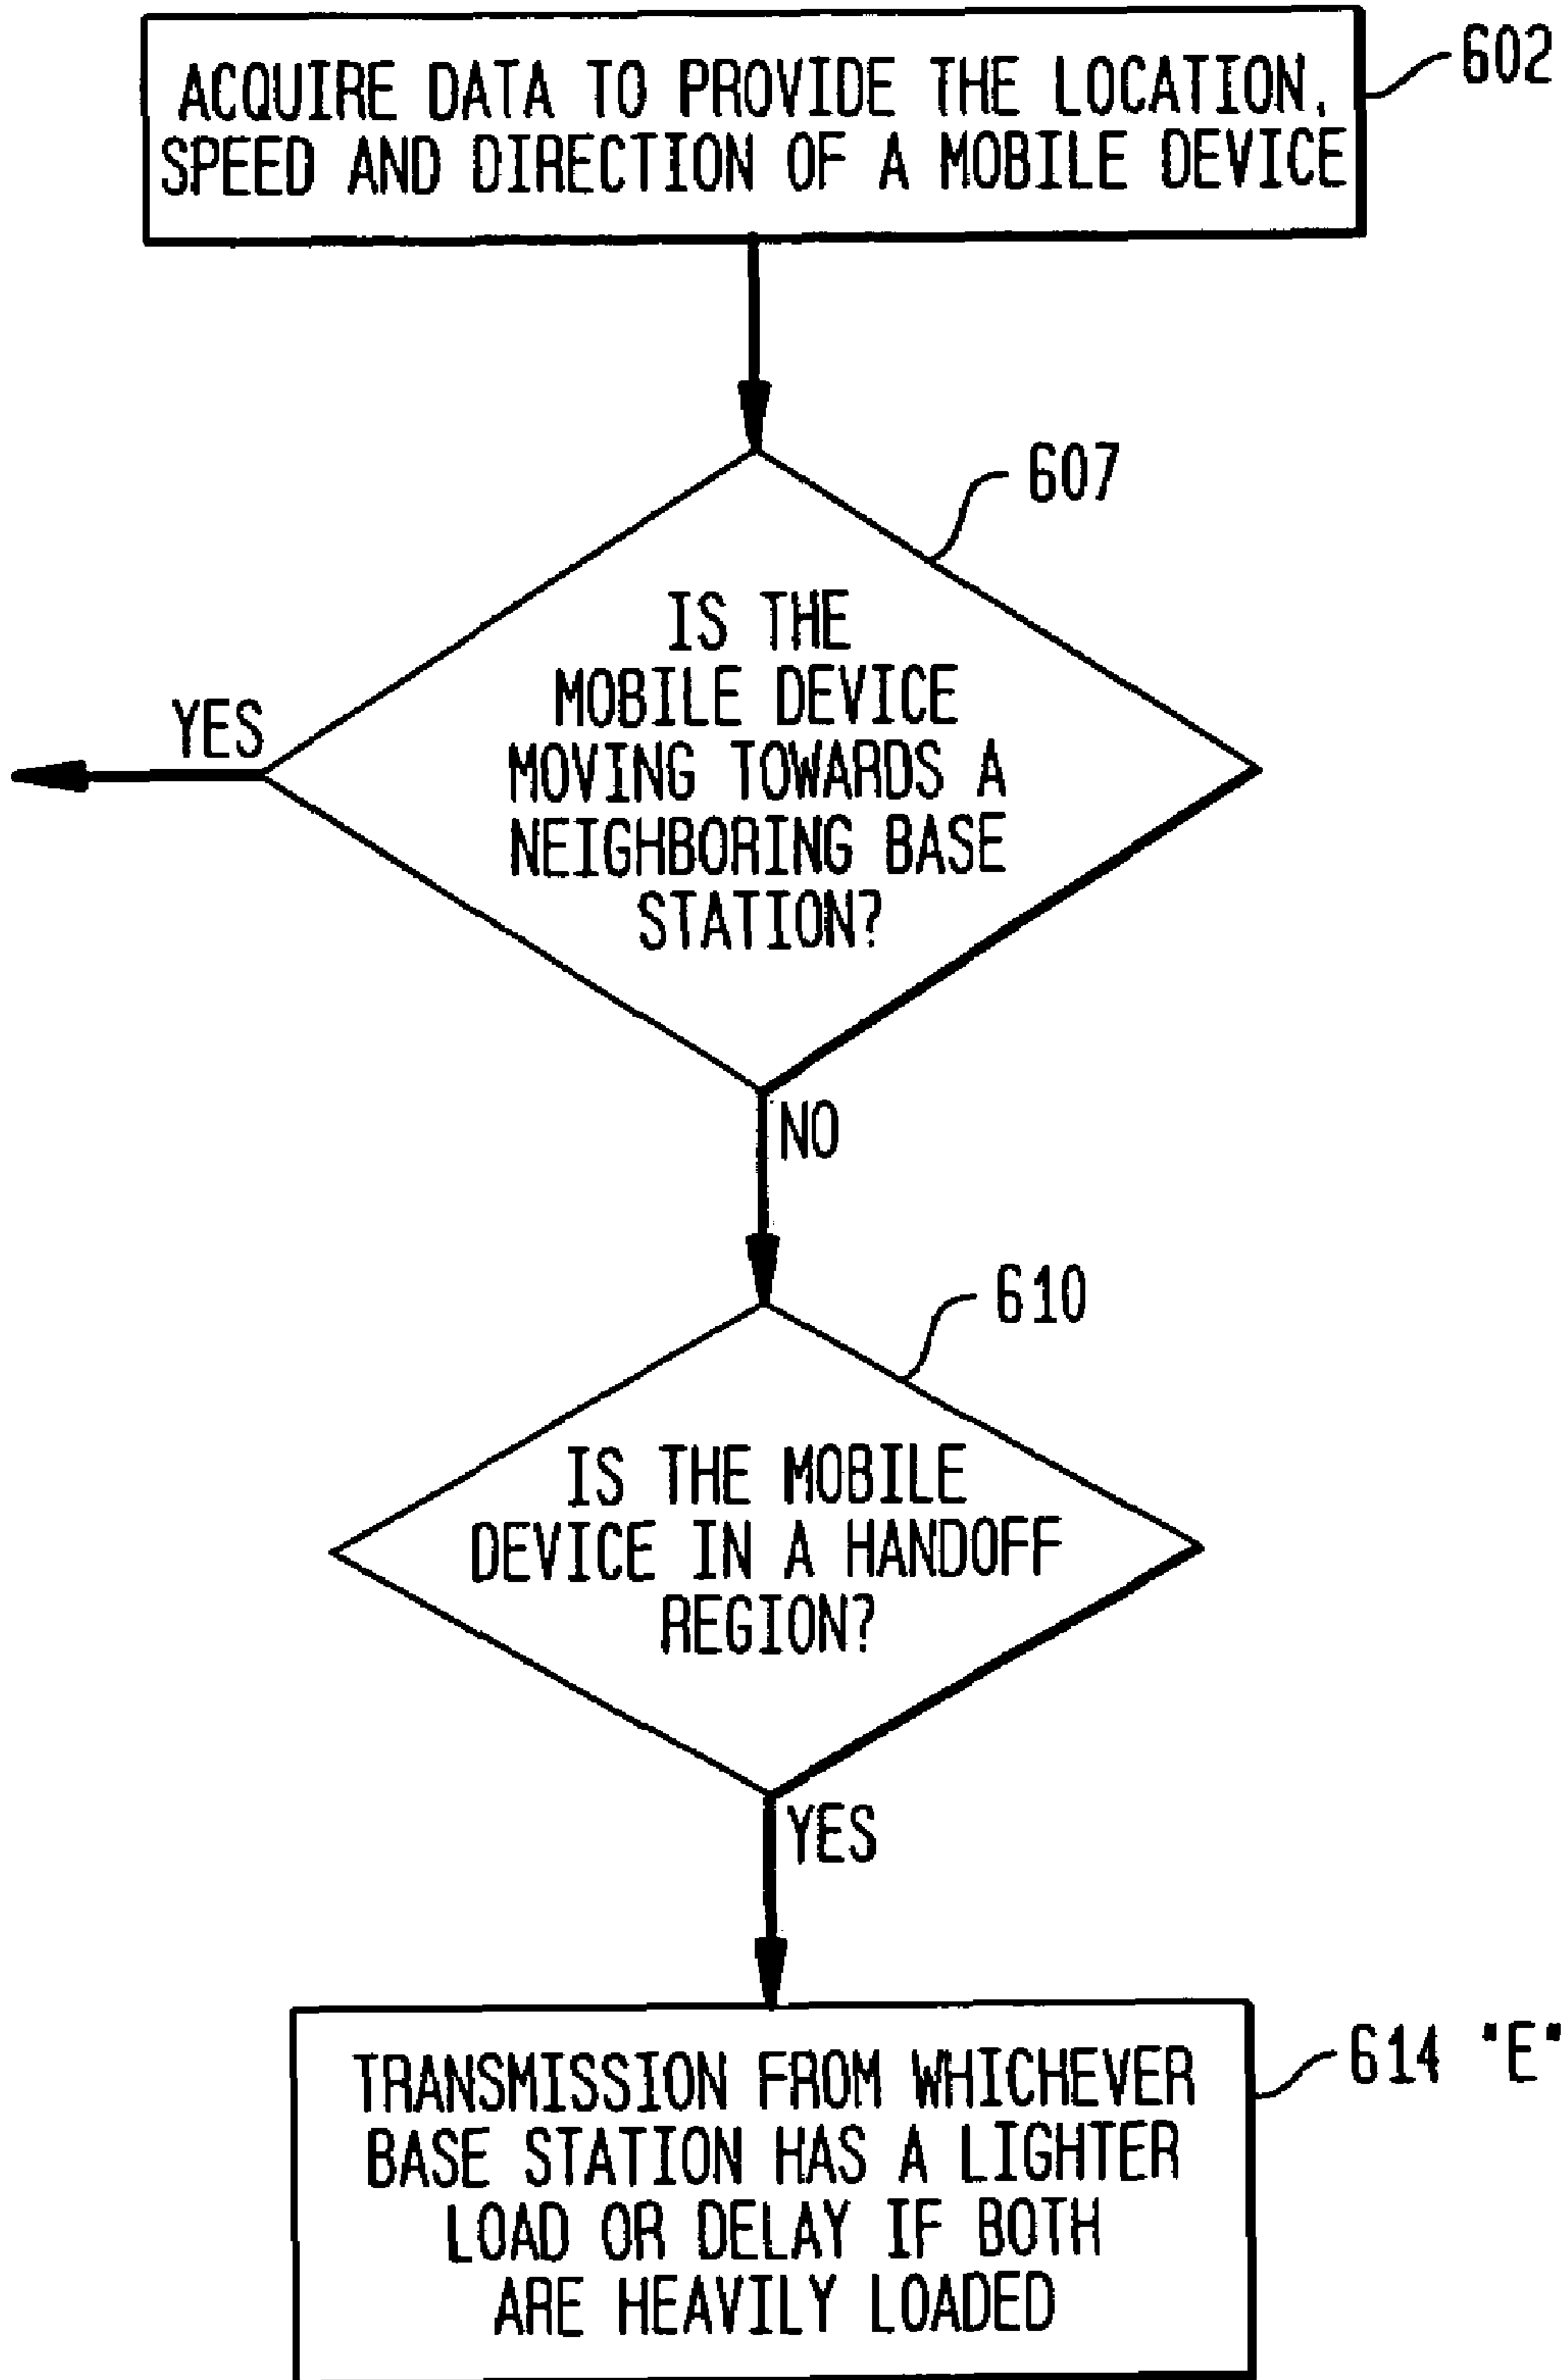 ACQUIRE DATA TO PROVIDE THE LOCATION,
SPEED AND DIRECTION OF A MOBILE DEVICE
602
607
IS THE
MOBILE DEVICE
MOVING TOWARDS A
NEIGHBORING BASE
STATION?
YES
NO
610
IS THE MOBILE
DEVICE IN A HANDOFF
REGION?
YES
614 "E"
TRANSMISSION FROM WHICHEVER
BASE STATION HAS A LIGHTER
LOAD OR DELAY IF BOTH
ARE HEAVILY LOADED